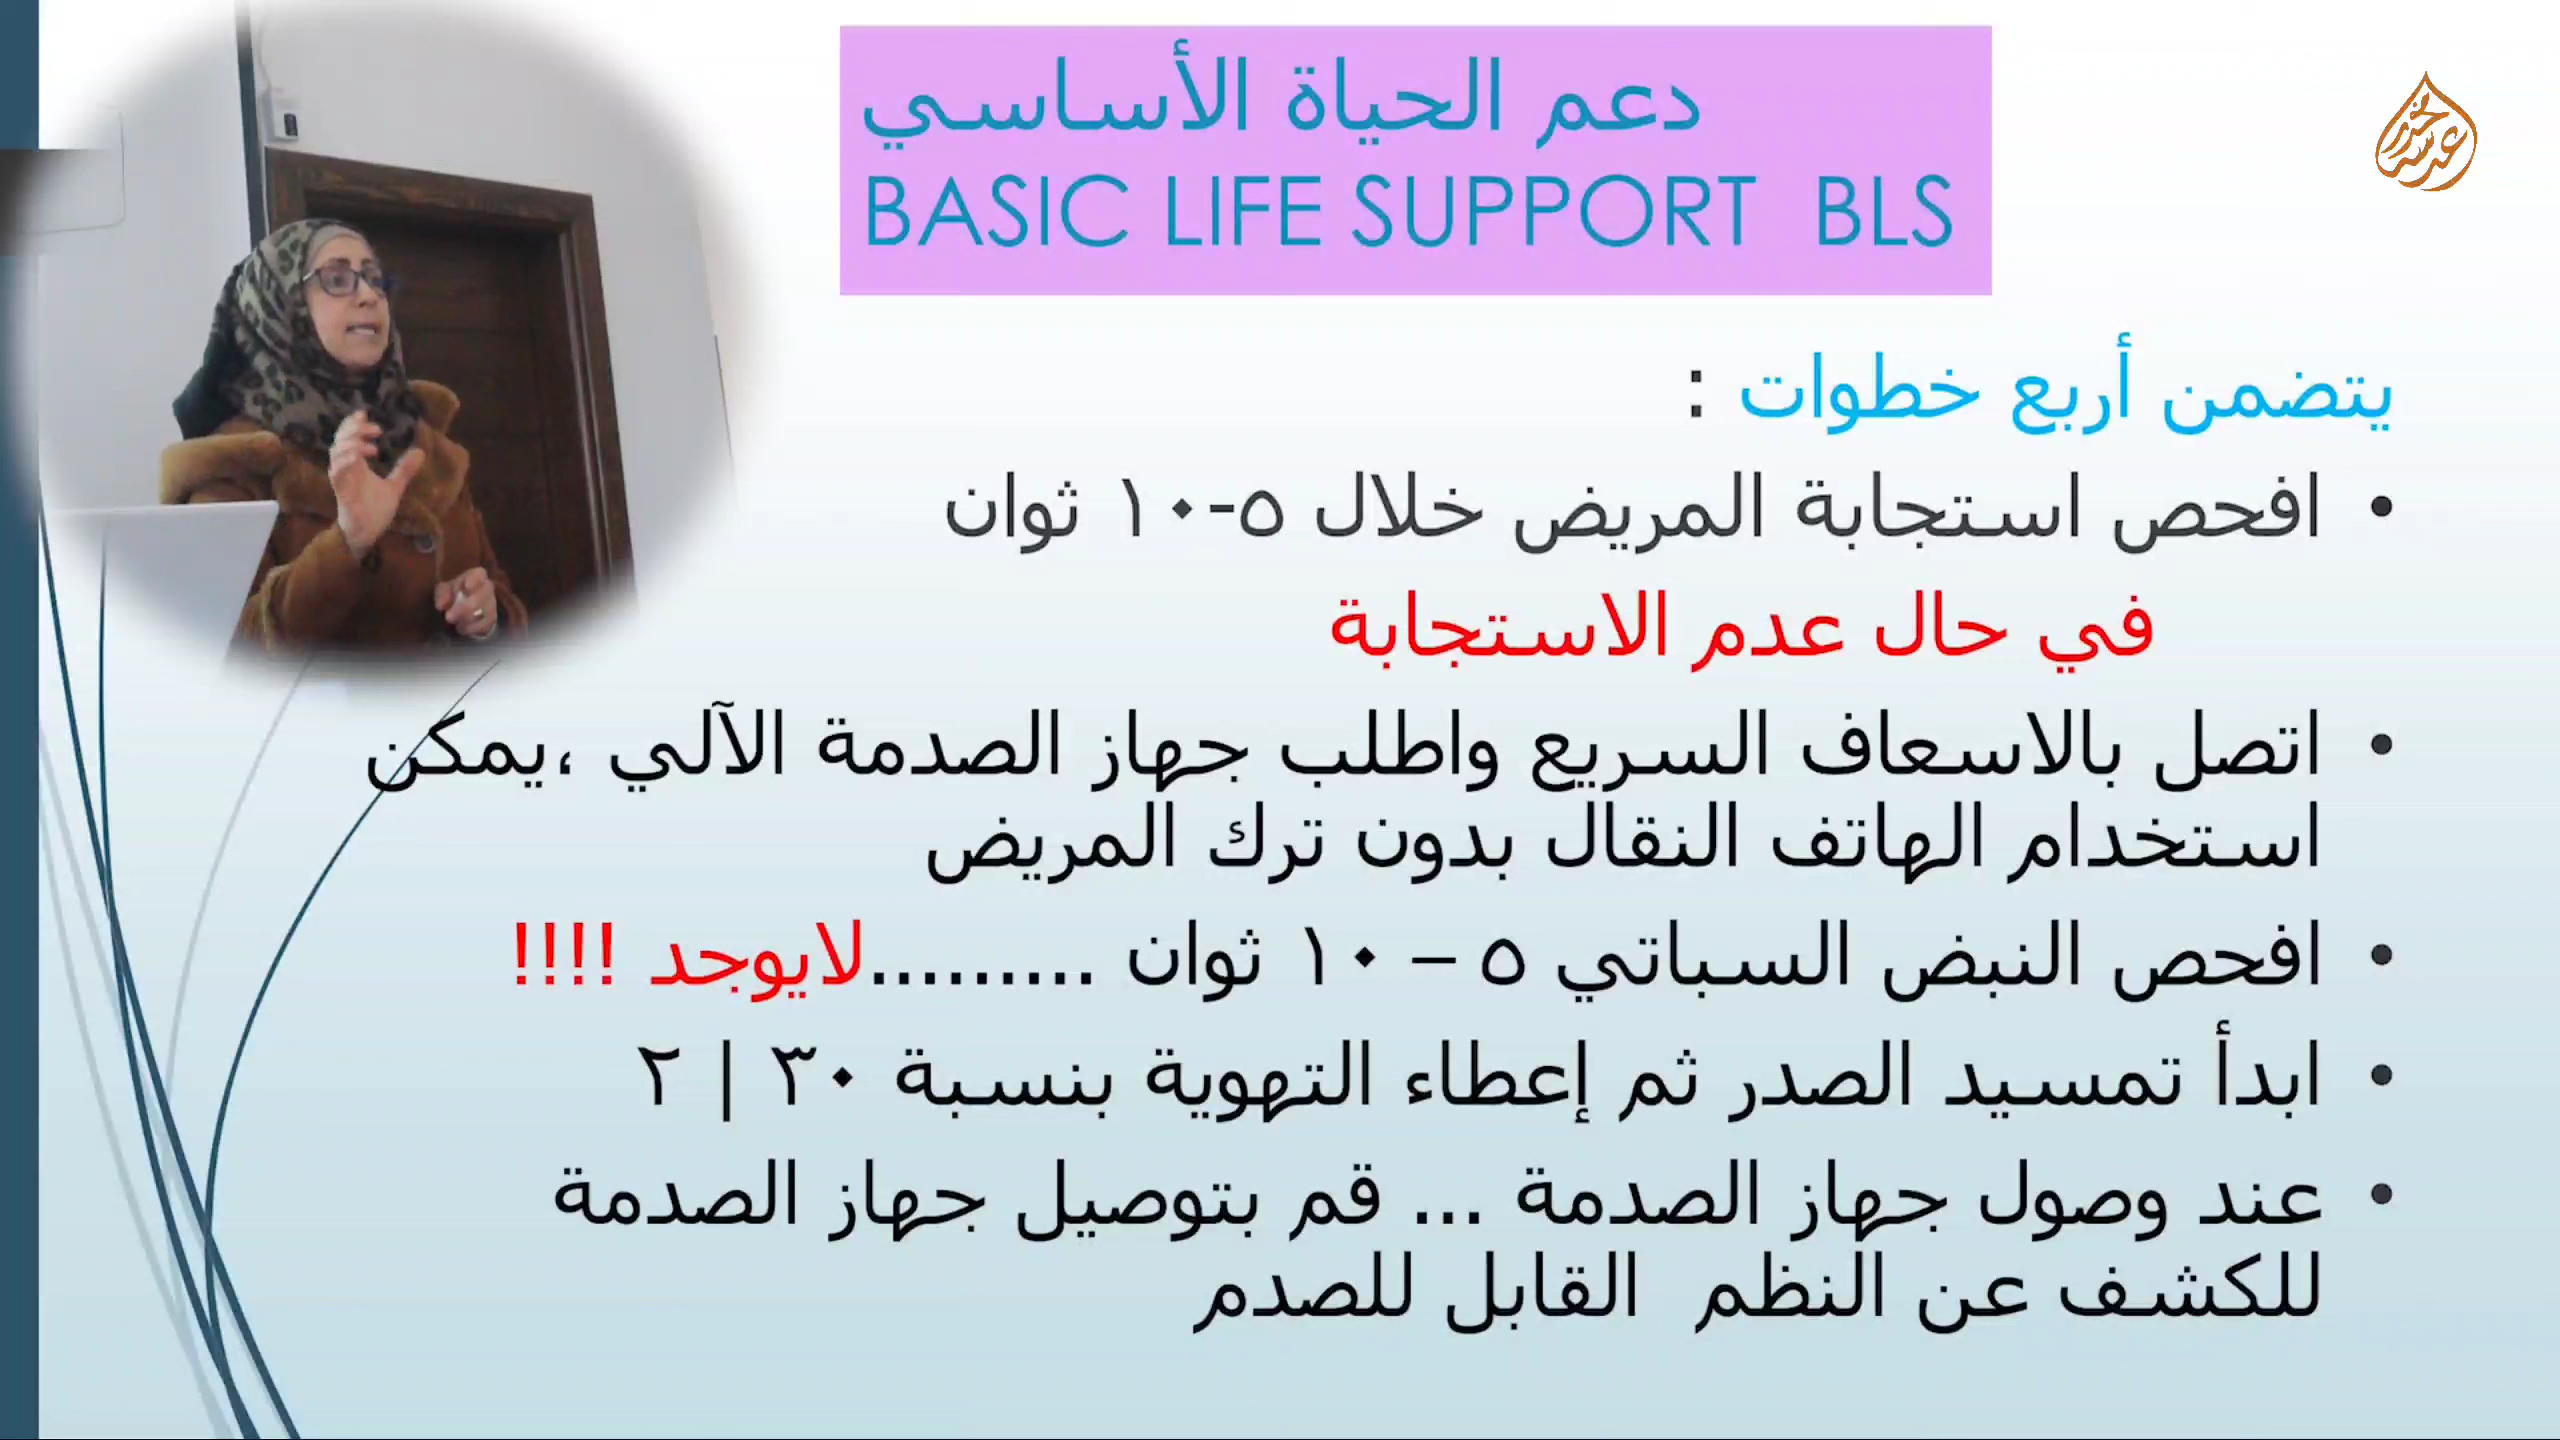 دعم الحياة الأساسي
BASIC LIFE SUPPORT  BLS
يتضمن أربع خطوات :
• افحص استجابة المريض خلال ٥-١٠ ثوان
في حال عدم الاستجابة
• اتصل بالاسعاف السريع واطلب جهاز الصدمة الآلي ،يمكن
استخدام الهاتف النقال بدون ترك المريض
• افحص النبض السباتي ٥ – ١٠ ثوان .........لايوجد !!!!
• ابدأ تمسيد الصدر ثم إعطاء التهوية بنسبة ٣٠ | ٢
• عند وصول جهاز الصدمة ... قم بتوصيل جهاز الصدمة
للكشف عن النظم  القابل للصدم